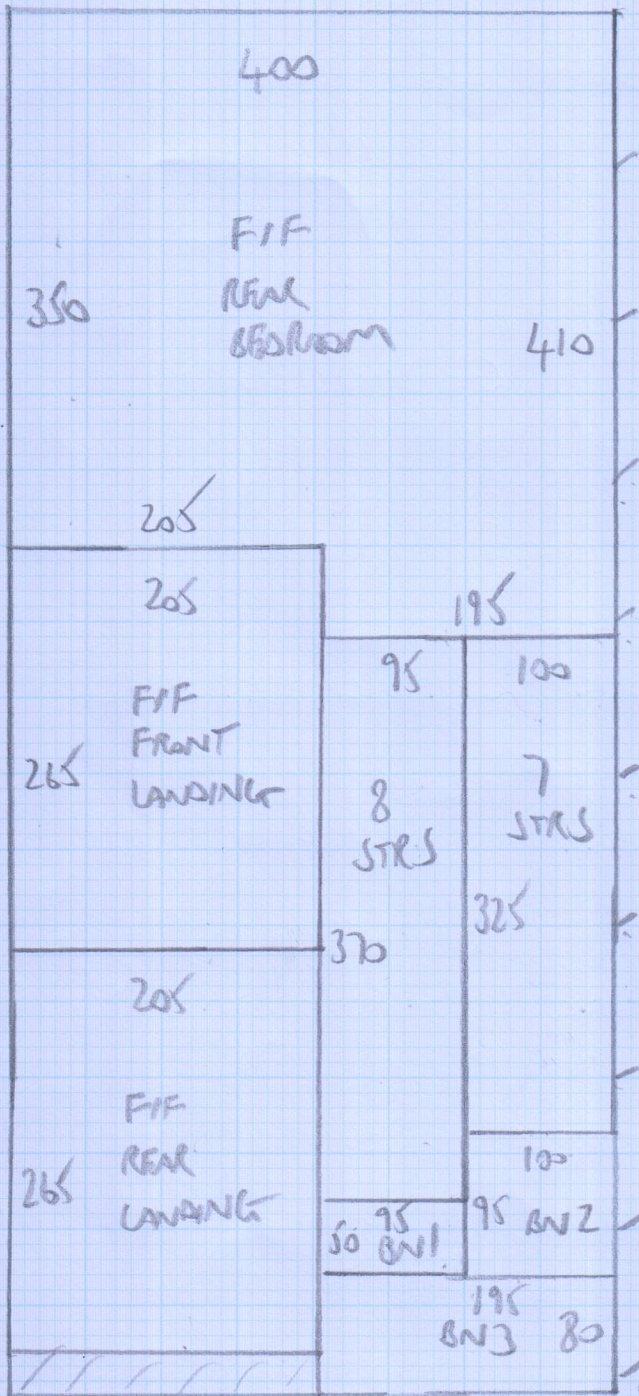 400
F/F
REAR
BEDROOM
350
410
205
205
195
95
100
F/F
FRONT
LANDING
265
8
STRS
7
STRS
325
370
205
F/F
REAR
LANDING
265
100
95 BN2
95
50 BN1
195
BN3 80